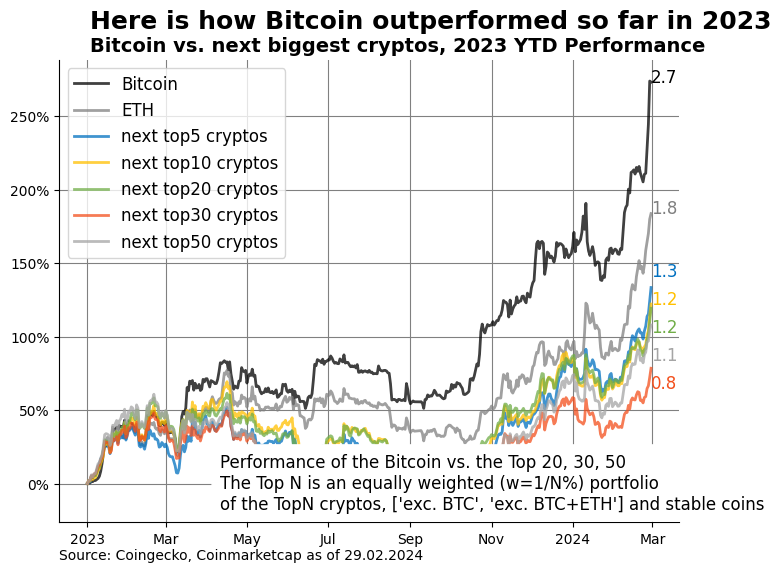 Here is how Bitcoin outperformed so far in 2023
Bitcoin vs. next biggest cryptos, 2023 YTD Performance
Bitcoin
ETH
next top5 cryptos
next top10 cryptos
next top20 cryptos
next top30 cryptos
next top50 cryptos
250%
200%
150%
100%
50%
0%
2.7
1.8
1.3
1.2
1.2
1.1
0.8
Performance of the Bitcoin vs. the Top 20, 30, 50
The Top N is an equally weighted (w=1/N%) portfolio
of the TopN cryptos, ['exc. BTC', 'exc. BTC+ETH'] and stable coins
2023 Mar May Jul Sep Nov 2024 Mar
Source: Coingecko, Coinmarketcap as of 29.02.2024